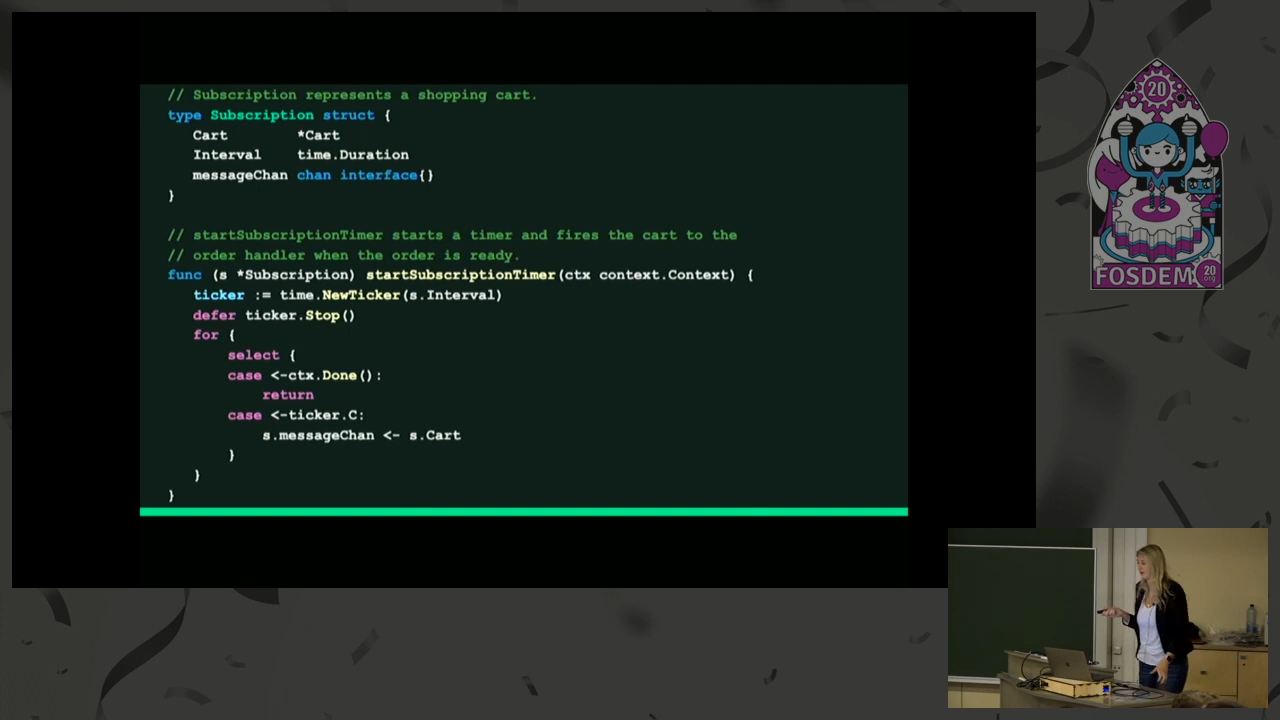 // Subscription represents a shopping cart.
type Subscription struct {
Cart *Cart
Interval time.Duration
messageChan chan interface{}
}
// startSubscriptionTimer starts a timer and fires the cart to the
// order handler when the order is ready.
func (s *Subscription) startSubscriptionTimer(ctx context.Context) {
ticker := time.NewTicker(s.Interval)
defer ticker.Stop()
for {
select {
case <-ctx.Done():
return
case <-ticker.C:
s.messageChan <- s.Cart
}
}
}
20
FOSDEM
20
org